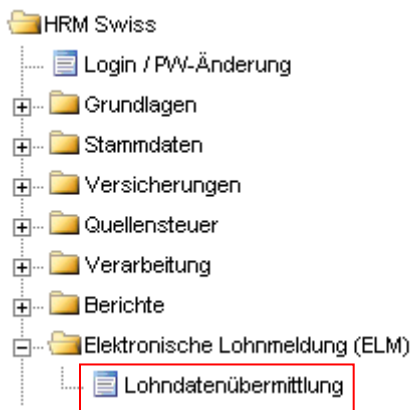 HRM Swiss
Login / PW-Änderung
Grundlagen
Stammdaten
Versicherungen
Quellensteuer
Verarbeitung
Berichte
Elektronische Lohnmeldung (ELM)
Lohndatenübermittlung